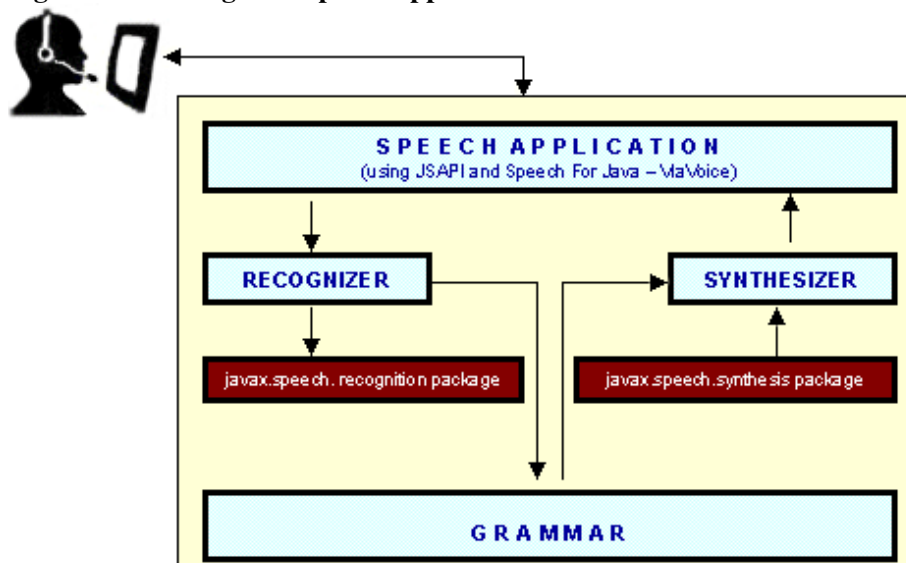 SPEECH APPLICATION
(using JSAPI and Speech For Java – ViaVoice)
RECOGNIZER
SYNTHESIZER
javax.speech. recognition package
javax.speech.synthesis package
GRAMMAR